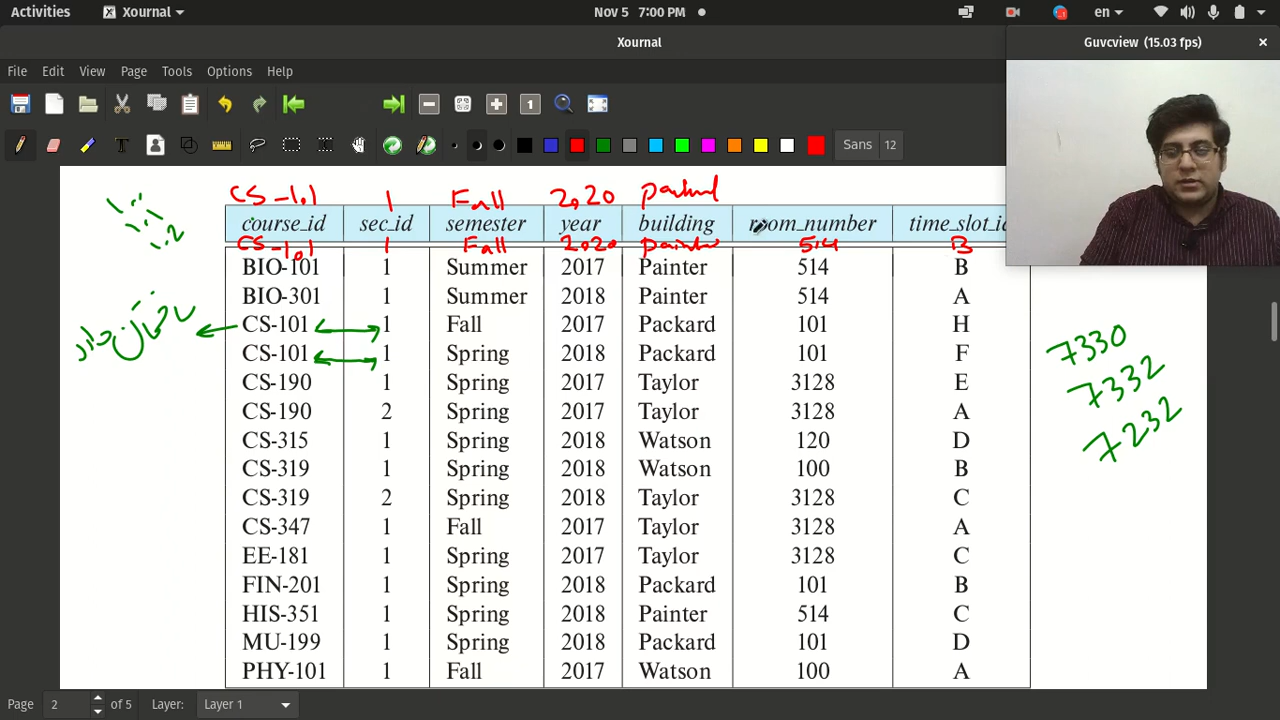 Activities Xournal Nov 5 7:00 PM en
Xournal
Guvcview (15.03 fps)
File Edit View Page Tools Options Help
Sans 12
CS-101 1 Fall 2020 packard
course_id sec_id semester year building room_number time_slot_i
CS-101 1 Fall 2020 painter 514 B
BIO-101 1 Summer 2017 Painter 514 B
BIO-301 1 Summer 2018 Painter 514 A
CS-101 1 Fall 2017 Packard 101 H
CS-101 1 Spring 2018 Packard 101 F
CS-190 1 Spring 2017 Taylor 3128 E
CS-190 2 Spring 2017 Taylor 3128 A
CS-315 1 Spring 2018 Watson 120 D
CS-319 1 Spring 2018 Watson 100 B
CS-319 2 Spring 2018 Taylor 3128 C
CS-347 1 Fall 2017 Taylor 3128 A
EE-181 1 Spring 2017 Taylor 3128 C
FIN-201 1 Spring 2018 Packard 101 B
HIS-351 1 Spring 2018 Painter 514 C
MU-199 1 Spring 2018 Packard 101 D
PHY-101 1 Fall 2017 Watson 100 A
7330
7332
7232
Page 2 of 5 Layer: Layer 1